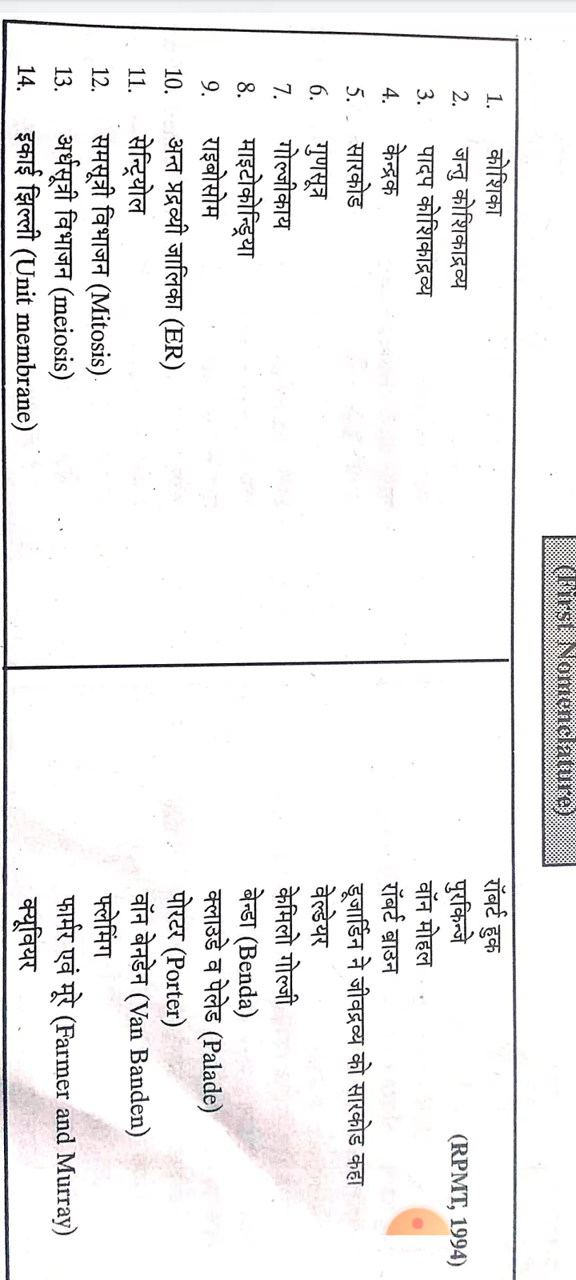 (First Nomenclature)
1. कोशिका रॉबर्ट हुक
2. जन्तु कोशिकाद्रव्य पुरकिन्जे (RPMT, 1994)
3. पादप कोशिकाद्रव्य वॉन मोहल
4. केन्द्रक रॉबर्ट ब्राउन
5. सारकोड डूजार्डिन ने जीवद्रव्य को सारकोड कहा
6. गुणसूत्र वेल्डेयर
7. गोल्जीकाय केमिलो गोल्जी
8. माइटोकोन्ड्रिया बेन्डा (Benda)
9. राइबोसोम क्लाउडे व पेलेड (Palade)
10. अन्त प्रद्रव्यी जालिका (ER) पोरटर (Porter)
11. सेन्ट्रियोल वॉन बेनडेन (Van Banden)
12. समसूत्री विभाजन (Mitosis) फ्लेमिंग
13. अर्धसूत्री विभाजन (meiosis) फार्मर एवं मूरे (Farmer and Murray)
14. इकाई झिल्ली (Unit membrane) क्यूवियर